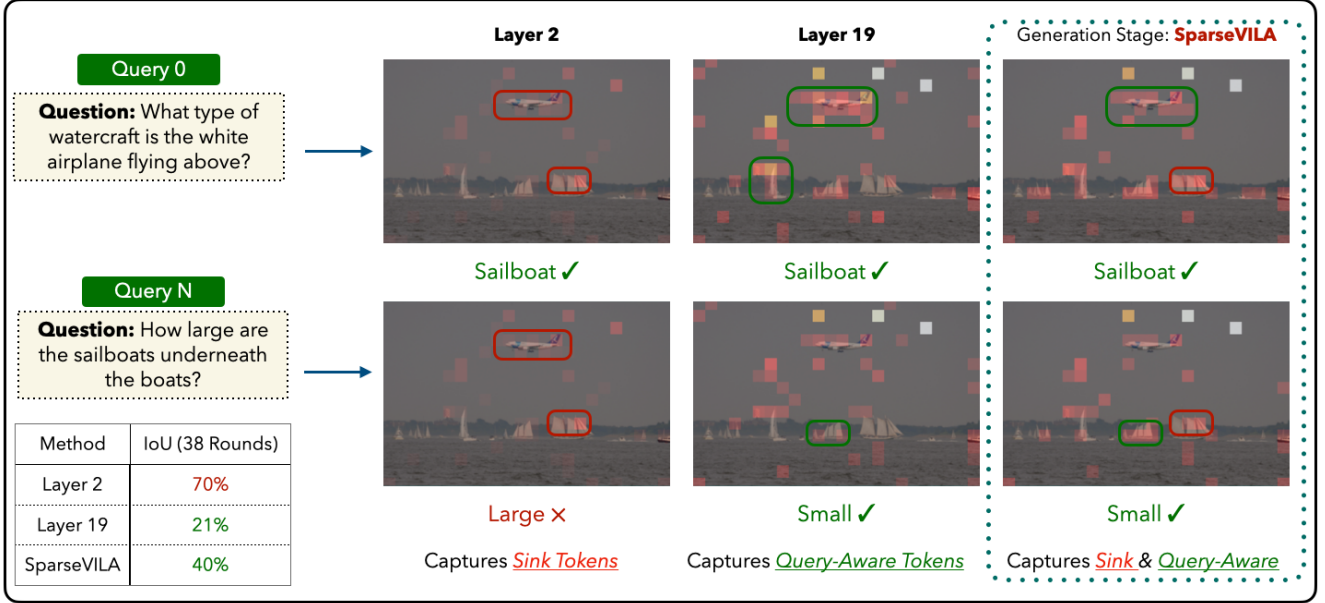 Layer 2
Layer 19
Generation Stage: SparseVILA
Query 0
Question: What type of
watercraft is the white
airplane flying above?
Sailboat ✓
Sailboat ✓
Sailboat ✓
Query N
Question: How large are
the sailboats underneath
the boats?
Method IoU (38 Rounds)
Layer 2 70%
Layer 19 21%
SparseVILA 40%
Large ×
Small ✓
Small ✓
Captures Sink Tokens
Captures Query-Aware Tokens
Captures Sink & Query-Aware